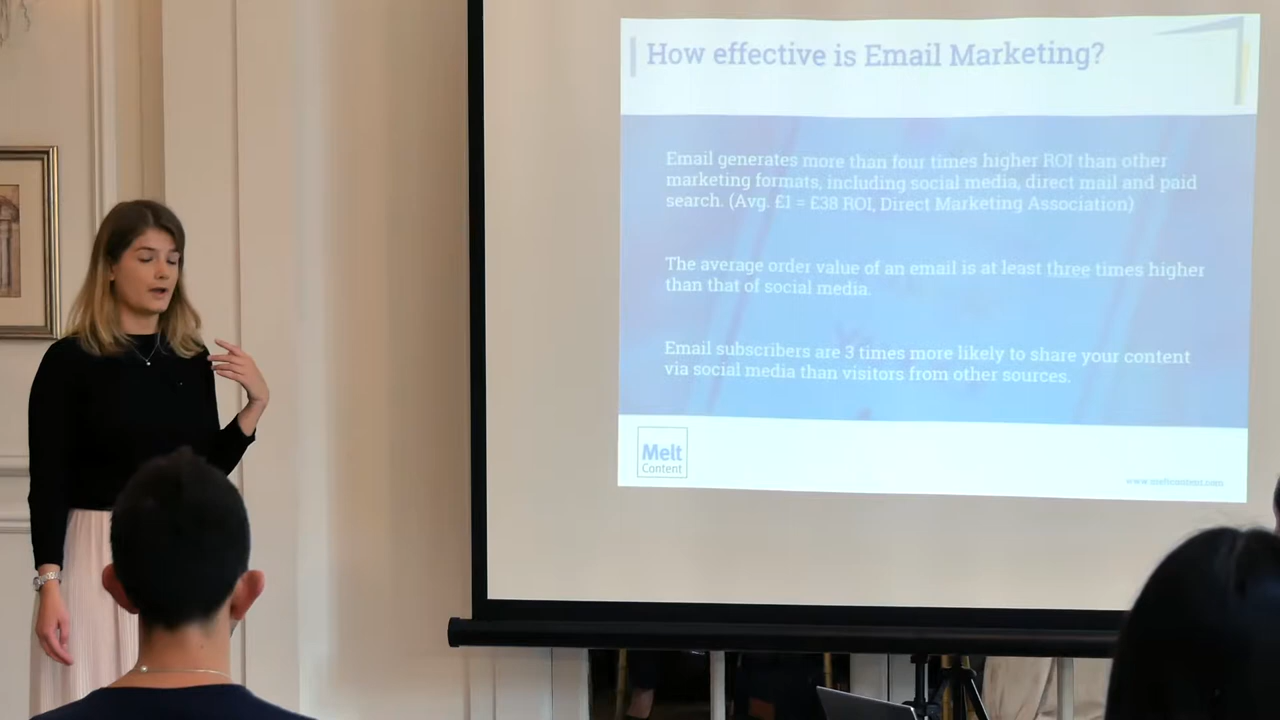 How effective is Email Marketing?
Email generates more than four times higher ROI than other
marketing formats, including social media, direct mail and paid
search. (Avg. £1 = £38 ROI, Direct Marketing Association)
The average order value of an email is at least three times higher
than that of social media.
Email subscribers are 3 times more likely to share your content
via social media than visitors from other sources.
Melt
Content
www.meltcontent.com